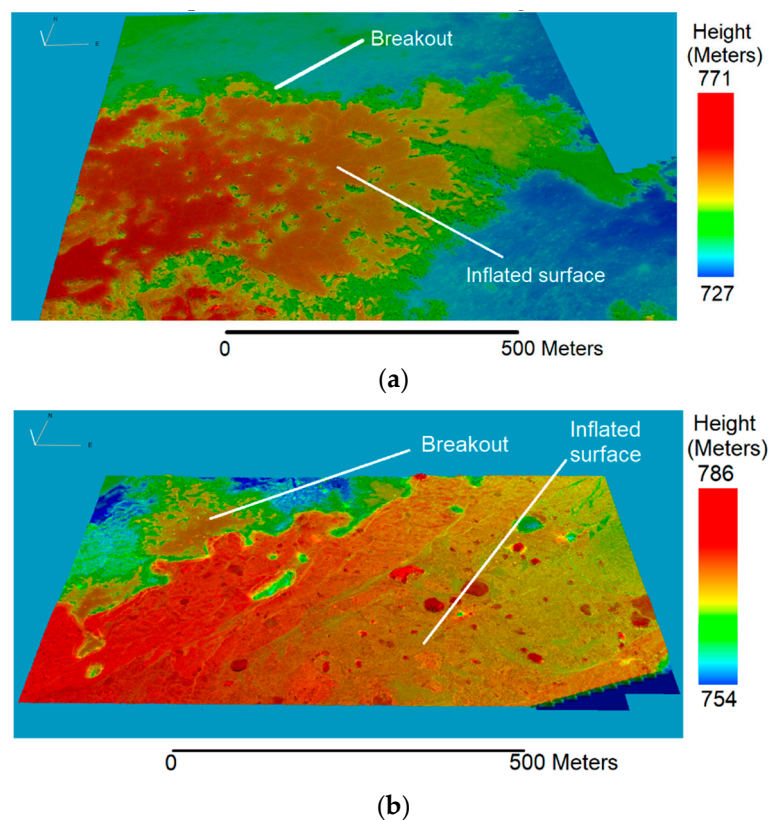 N
E
Breakout
Inflated surface
Height
(Meters)
771
727
0
500 Meters
(a)
N
E
Breakout
Inflated
surface
Height
(Meters)
786
754
0
500 Meters
(b)